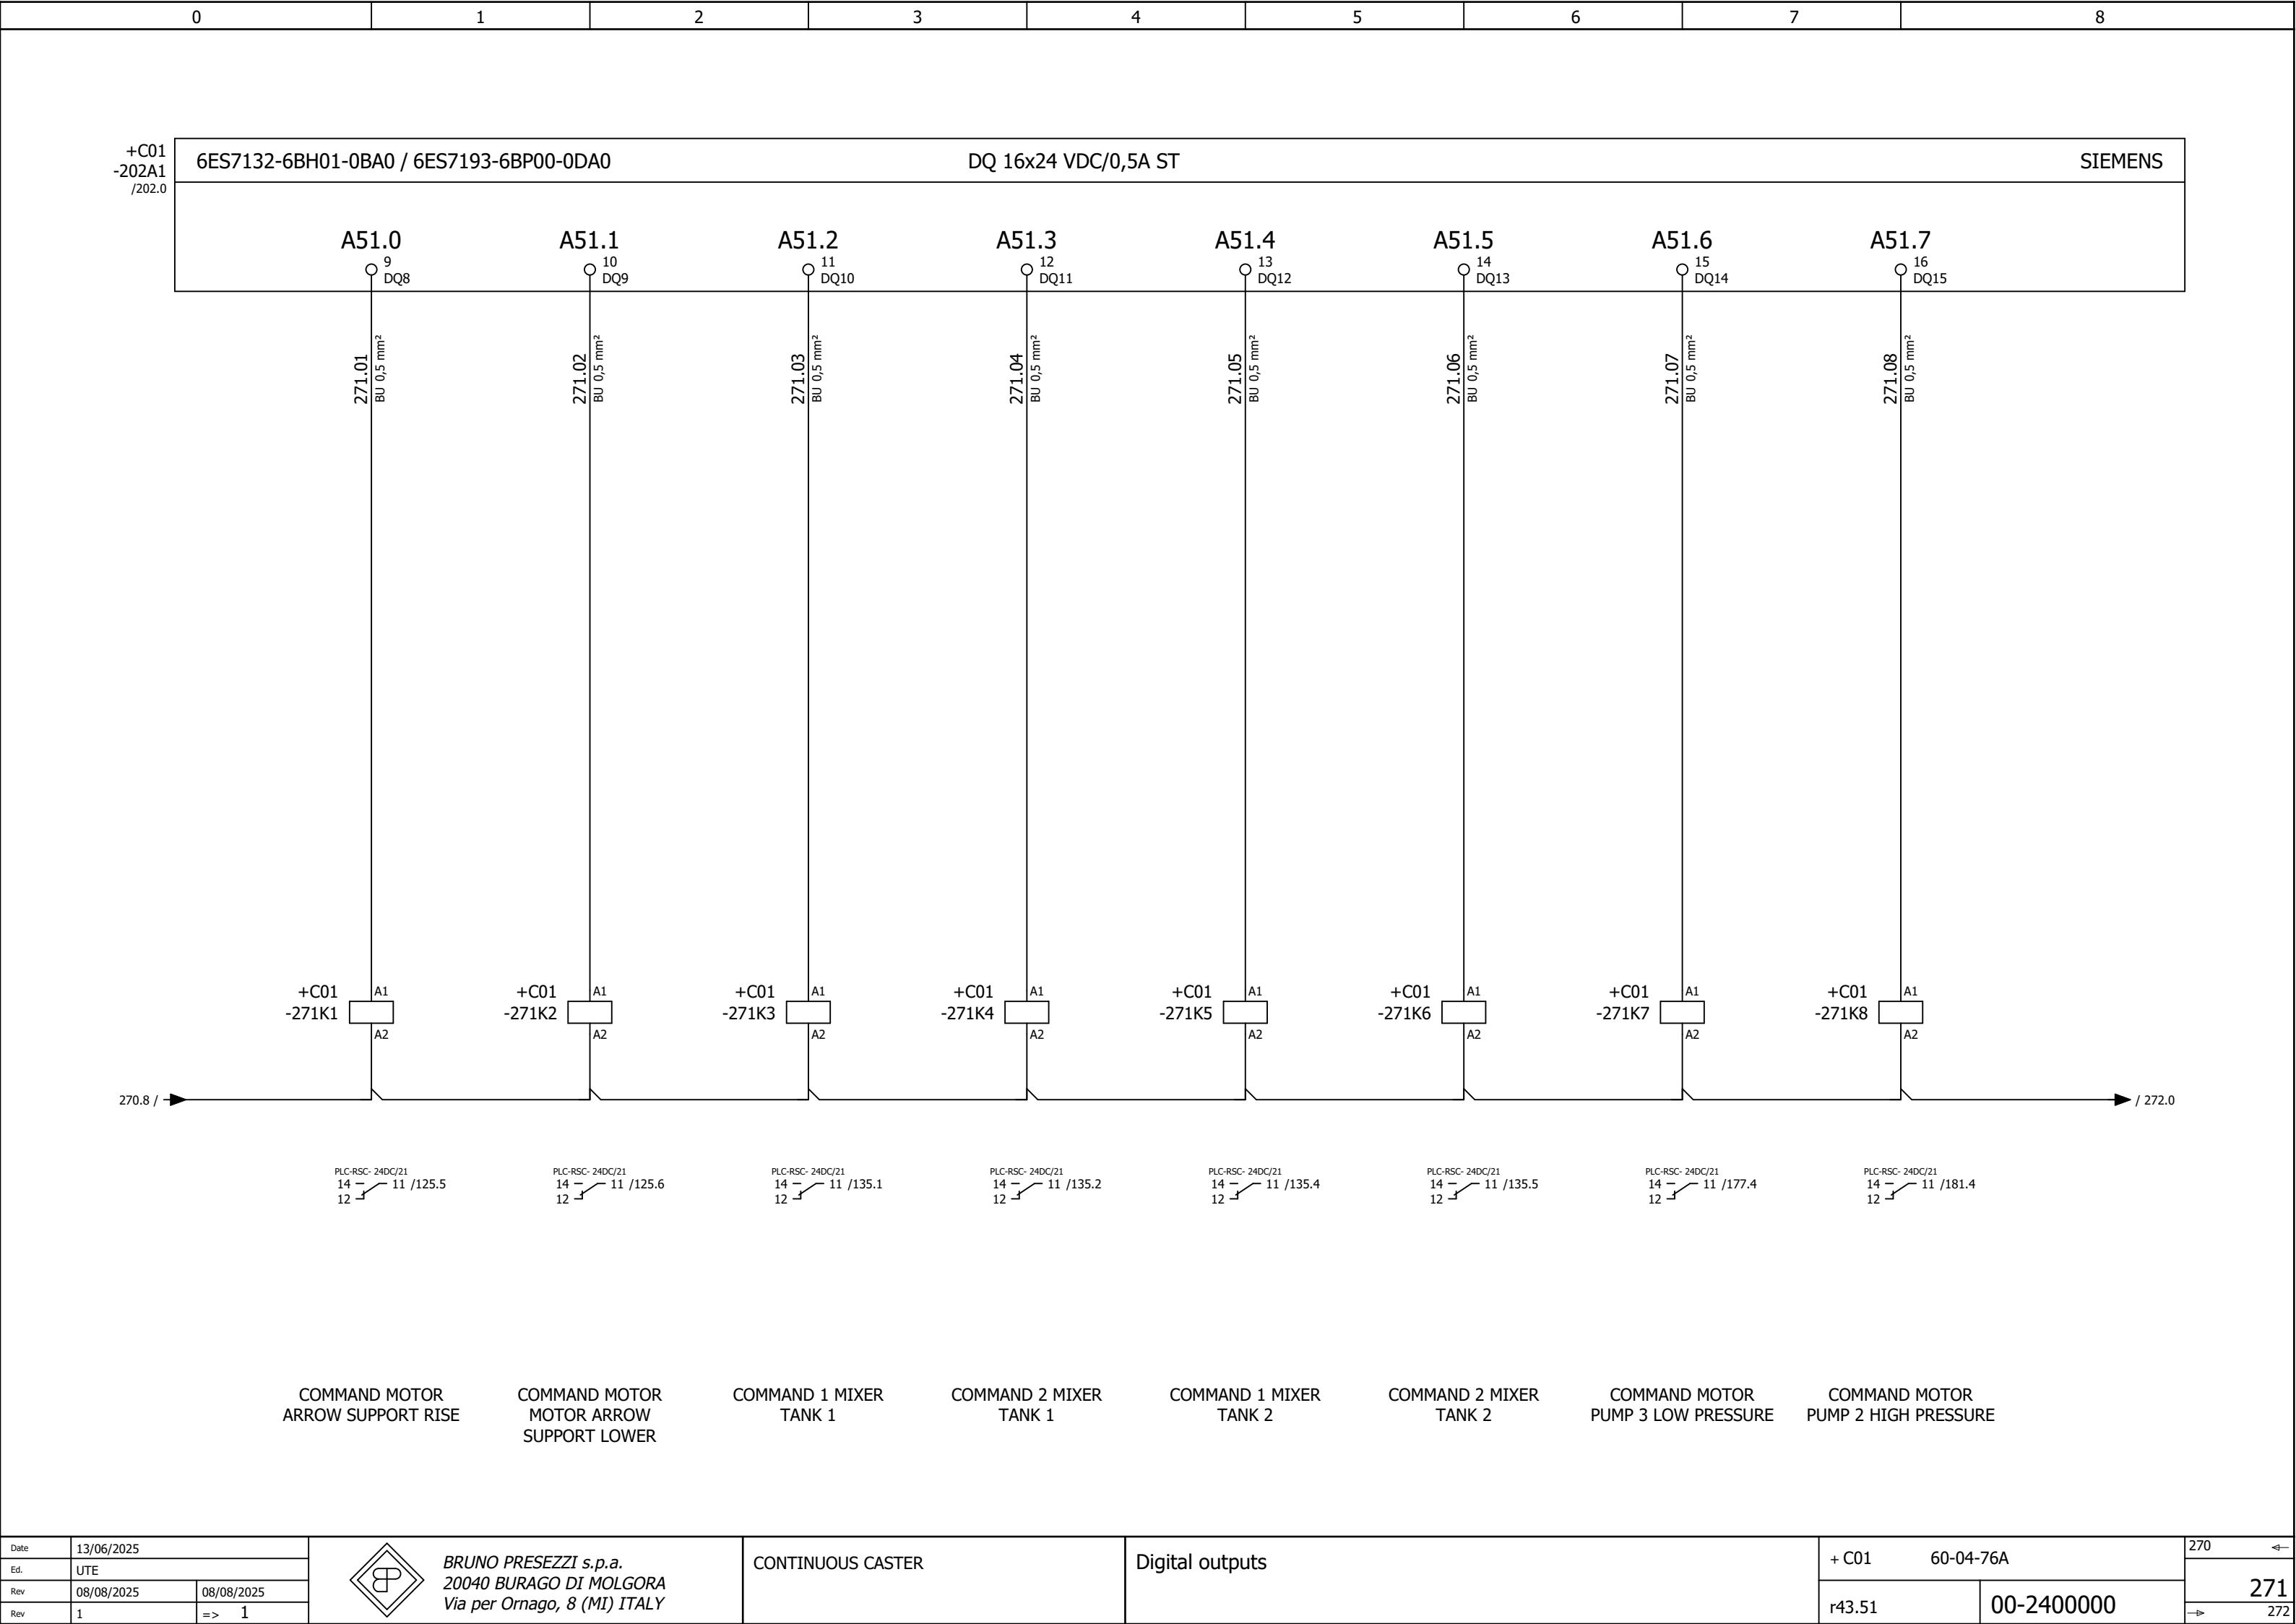 0 1 2 3 4 5 6 7 8
+C01
-202A1
/202.0
6ES7132-6BH01-0BA0 / 6ES7193-6BP00-0DA0 DQ 16x24 VDC/0,5A ST SIEMENS
A51.0 A51.1 A51.2 A51.3 A51.4 A51.5 A51.6 A51.7
9 10 11 12 13 14 15 16
DQ8 DQ9 DQ10 DQ11 DQ12 DQ13 DQ14 DQ15
271.01 271.02 271.03 271.04 271.05 271.06 271.07 271.08
BU 0,5 mm² BU 0,5 mm² BU 0,5 mm² BU 0,5 mm² BU 0,5 mm² BU 0,5 mm² BU 0,5 mm² BU 0,5 mm²
+C01 A1 +C01 A1 +C01 A1 +C01 A1 +C01 A1 +C01 A1 +C01 A1 +C01 A1
-271K1 -271K2 -271K3 -271K4 -271K5 -271K6 -271K7 -271K8
A2 A2 A2 A2 A2 A2 A2 A2
270.8 / / 272.0
PLC-RSC- 24DC/21 PLC-RSC- 24DC/21 PLC-RSC- 24DC/21 PLC-RSC- 24DC/21 PLC-RSC- 24DC/21 PLC-RSC- 24DC/21 PLC-RSC- 24DC/21 PLC-RSC- 24DC/21
14 11 /125.5 14 11 /125.6 14 11 /135.1 14 11 /135.2 14 11 /135.4 14 11 /135.5 14 11 /177.4 14 11 /181.4
12 12 12 12 12 12 12 12
COMMAND MOTOR
ARROW SUPPORT RISE
COMMAND MOTOR
MOTOR ARROW
SUPPORT LOWER
COMMAND 1 MIXER
TANK 1
COMMAND 2 MIXER
TANK 1
COMMAND 1 MIXER
TANK 2
COMMAND 2 MIXER
TANK 2
COMMAND MOTOR
PUMP 3 LOW PRESSURE
COMMAND MOTOR
PUMP 2 HIGH PRESSURE
Date 13/06/2025
Ed. UTE
Rev 08/08/2025 08/08/2025
Rev 1 => 1
BRUNO PRESEZZI s.p.a.
20040 BURAGO DI MOLGORA
Via per Ornago, 8 (MI) ITALY
CONTINUOUS CASTER
Digital outputs
+ C01 60-04-76A
r43.51 00-2400000
270
271
272